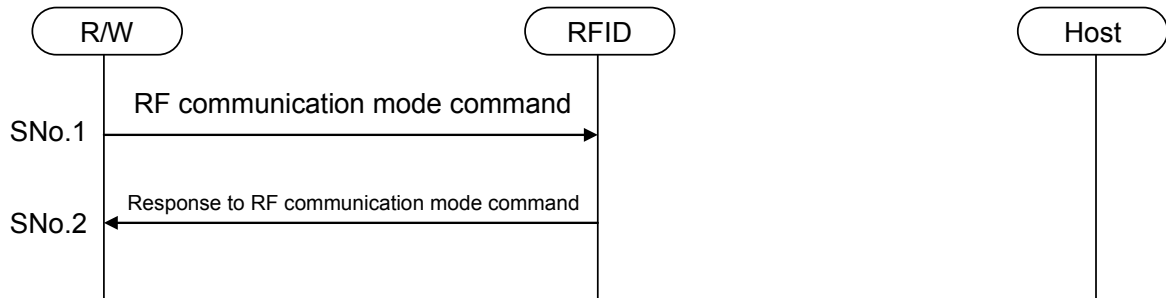 R/W
RFID
Host
RF communication mode command
SNo.1
Response to RF communication mode command
SNo.2